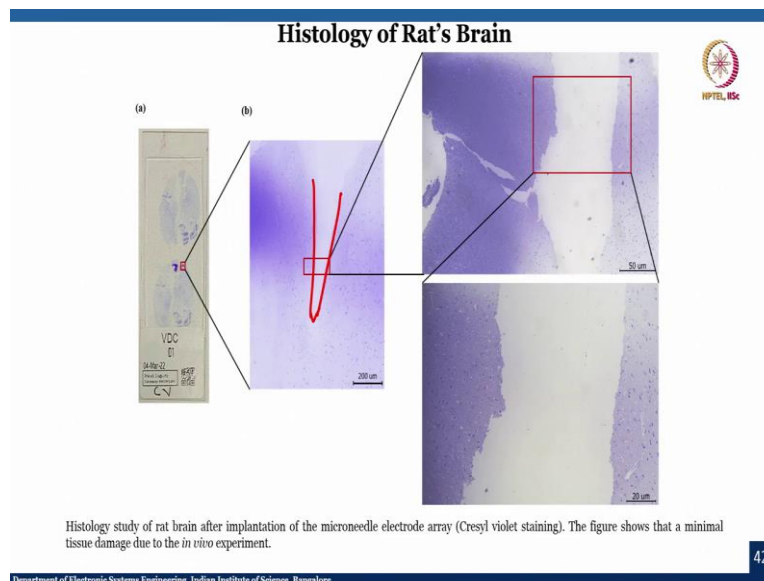 Histology of Rat's Brain
NPTEL, IISc
(a)
(b)
50 um
VDC
01
04-Mar-22
CV
200 um
20 um
Histology study of rat brain after implantation of the microneedle electrode array (Cresyl violet staining). The figure shows that a minimal
tissue damage due to the in vivo experiment.
42
Department of Electronic Systems Engineering, Indian Institute of Science, Bangalore